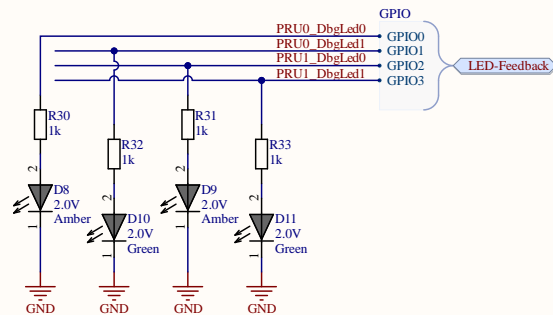 GPIO
PRU0_DbgLed0
GPIO0
PRU0_DbgLed1
GPIO1
PRU1_DbgLed0
GPIO2
PRU1_DbgLed1
GPIO3
LED-Feedback
R30
1k
R32
1k
R31
1k
R33
1k
2
D8
2.0V
Amber
1
2
D10
2.0V
Green
1
2
D9
2.0V
Amber
1
2
D11
2.0V
Green
1
GND
GND
GND
GND